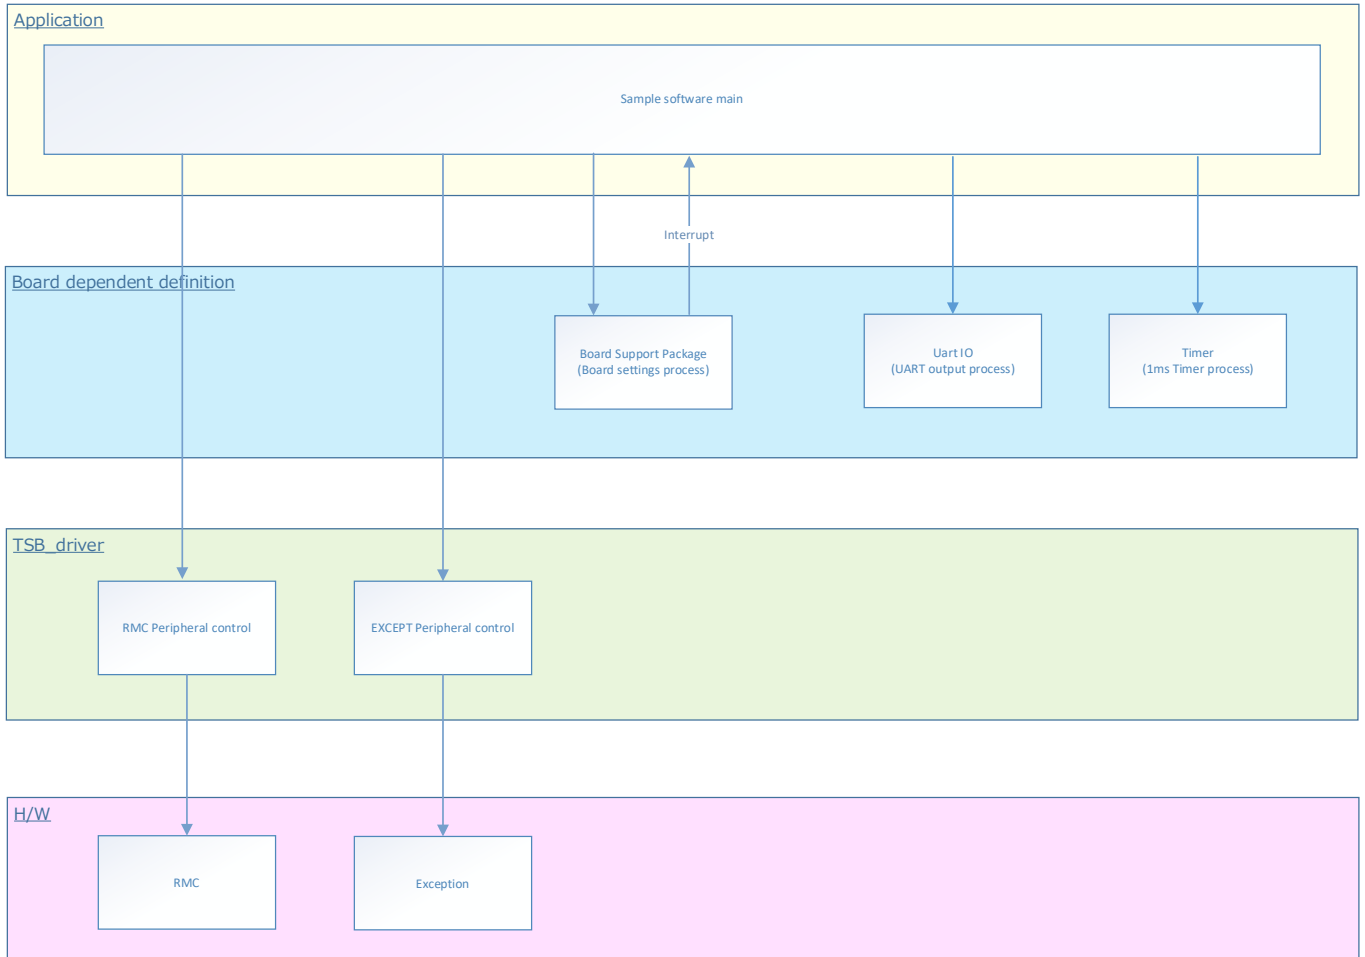 Application
Sample software main
Interrupt
Board dependent definition
Board Support Package
(Board settings process)
Uart IO
(UART output process)
Timer
(1ms Timer process)
TSB_driver
RMC Peripheral control
EXCEPT Peripheral control
H/W
RMC
Exception